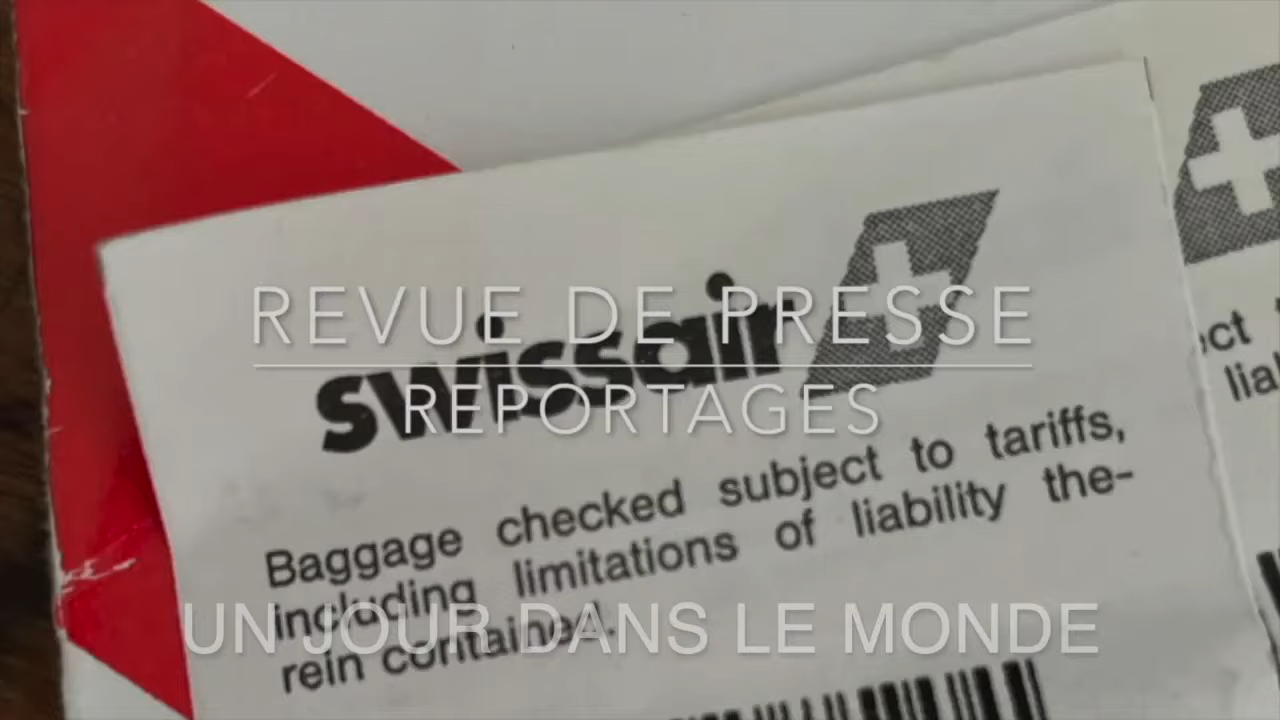 REVUE DE PRESSE
swissair
REPORTAGES
Baggage checked subject to tariffs,
including limitations of liability the-
rein contained.
UN JOUR DANS LE MONDE
ct
lia